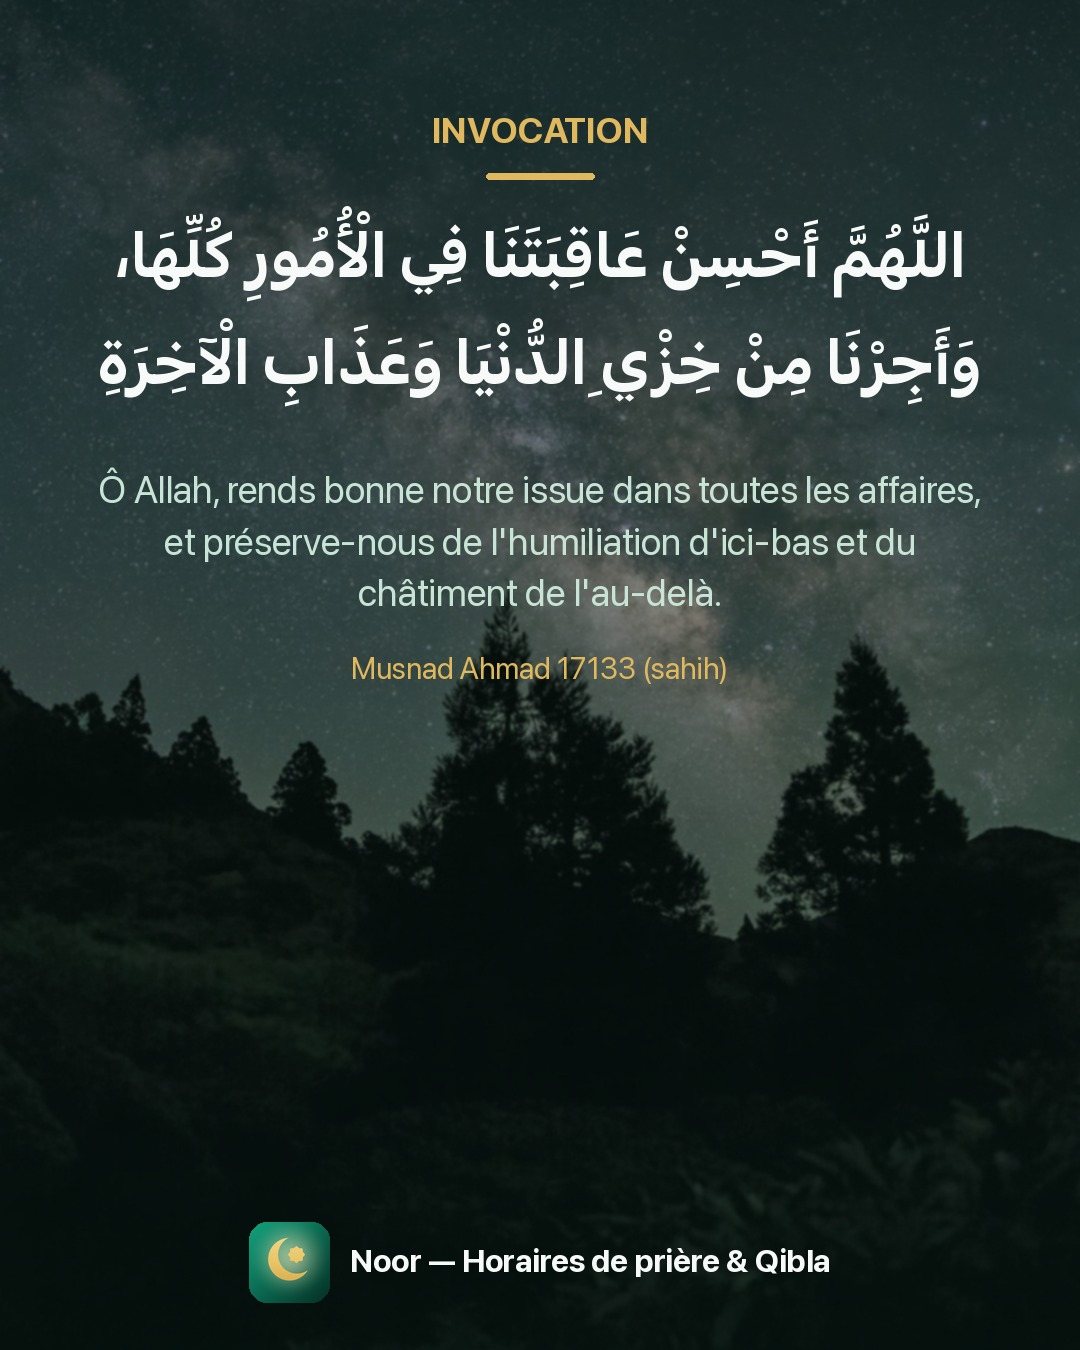 INVOCATION
اللَّهُمَّ أَحْسِنْ عَاقِبَتَنَا فِي الْأُمُورِ كُلِّهَا،
وَأَجِرْنَا مِنْ خِزْيِ الدُّنْيَا وَعَذَابِ الْآخِرَةِ
Ô Allah, rends bonne notre issue dans toutes les affaires,
et préserve-nous de l'humiliation d'ici-bas et du
châtiment de l'au-delà.
Musnad Ahmad 17133 (sahih)
Noor — Horaires de prière & Qibla